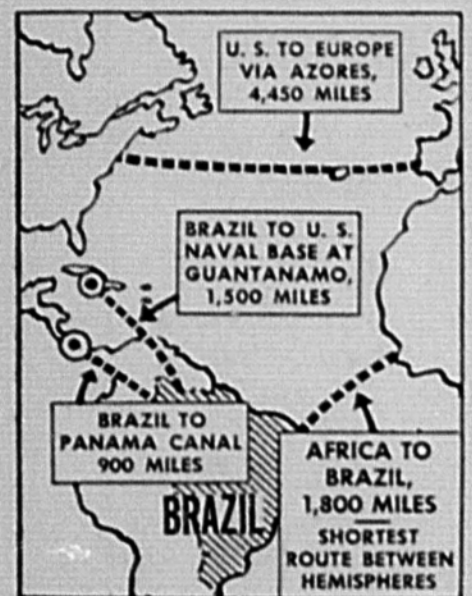 U. S. TO EUROPE
VIA AZORES,
4,450 MILES
BRAZIL TO U. S.
NAVAL BASE AT
GUANTANAMO,
1,500 MILES
BRAZIL TO
PANAMA CANAL
900 MILES
BRAZIL
AFRICA TO
BRAZIL,
1,800 MILES
SHORTEST
ROUTE BETWEEN
HEMISPHERES